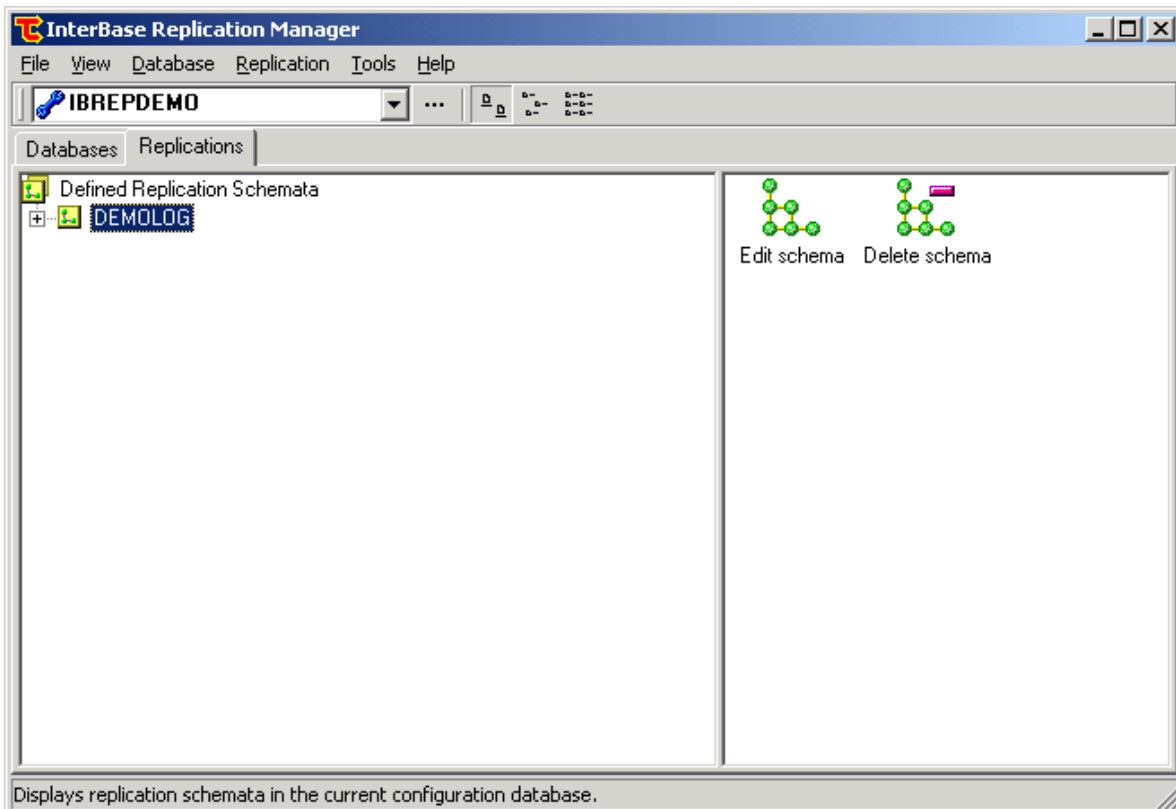 InterBase Replication Manager
File View Database Replication Tools Help
IBREPDEMO
Databases Replications
Defined Replication Schemata
DEMOLOG
Edit schema Delete schema
Displays replication schemata in the current configuration database.